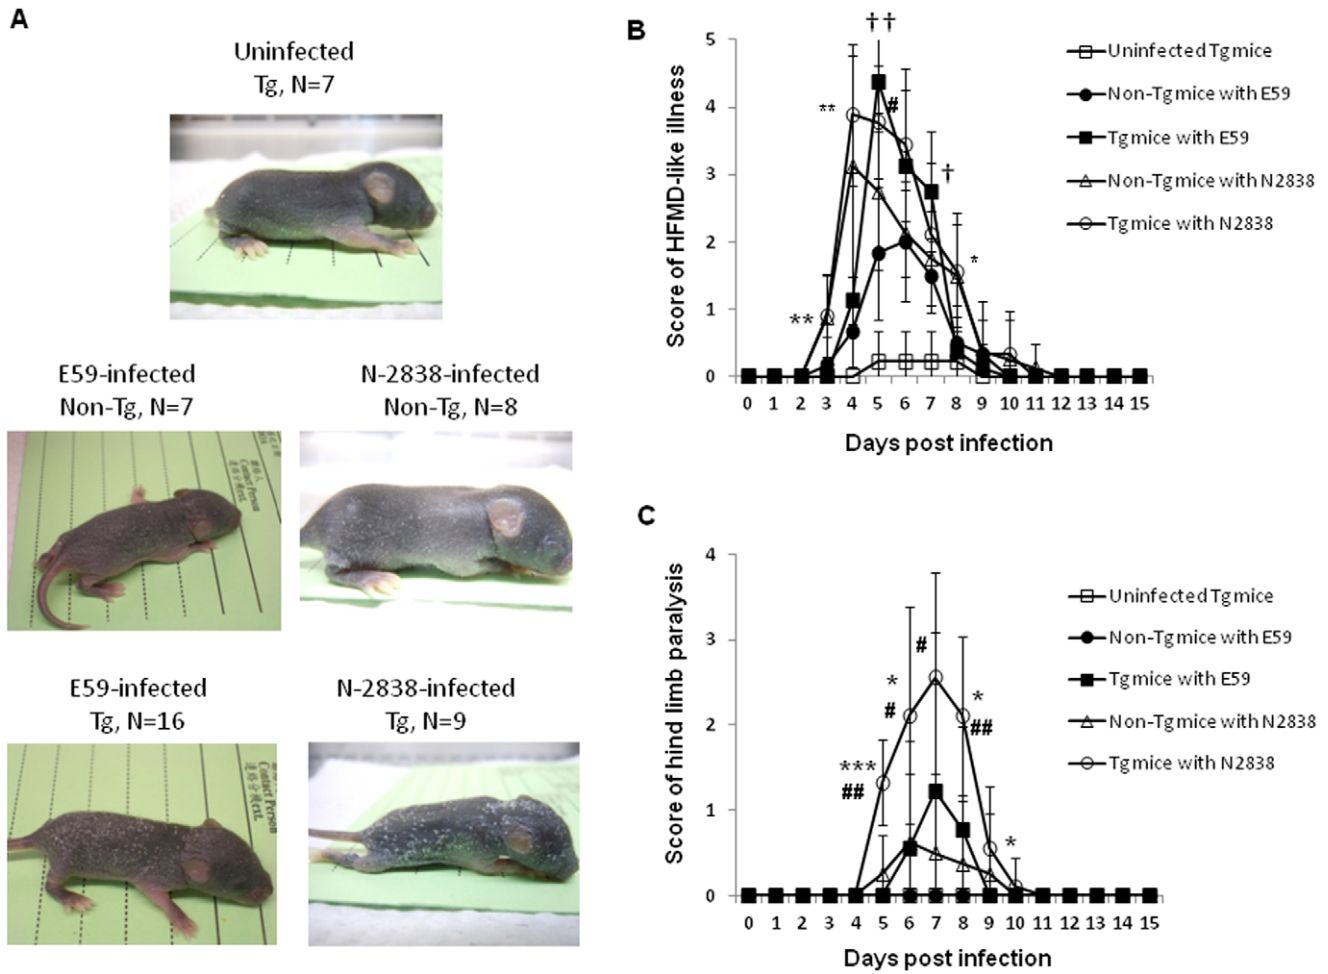 A
Uninfected
Tg, N=7
E59-infected
Non-Tg, N=7
N-2838-infected
Non-Tg, N=8
Contact Person
E59-infected
Tg, N=16
N-2838-infected
Tg, N=9
Contact Person
B
Score of HFMD-like illness
5
4
3
2
1
0
††
**
#
†
*
**
0 1 2 3 4 5 6 7 8 9 10 11 12 13 14 15
Days post infection
Uninfected Tg mice
Non-Tg mice with E59
Tg mice with E59
Non-Tg mice with N2838
Tg mice with N2838
C
Score of hind limb paralysis
4
3
2
1
0
#
*
#
*
##
***
##
*
0 1 2 3 4 5 6 7 8 9 10 11 12 13 14 15
Days post infection
Uninfected Tg mice
Non-Tg mice with E59
Tg mice with E59
Non-Tg mice with N2838
Tg mice with N2838